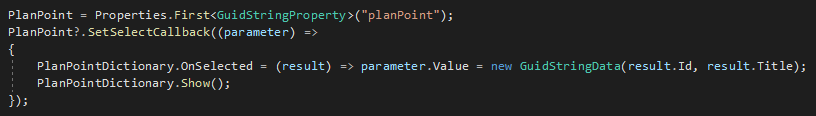 PlanPoint = Properties.First<GuidStringProperty>("planPoint");
PlanPoint?.SetSelectCallback((parameter) =>
{
    PlanPointDictionary.OnSelected = (result) => parameter.Value = new GuidStringData(result.Id, result.Title);
    PlanPointDictionary.Show();
});